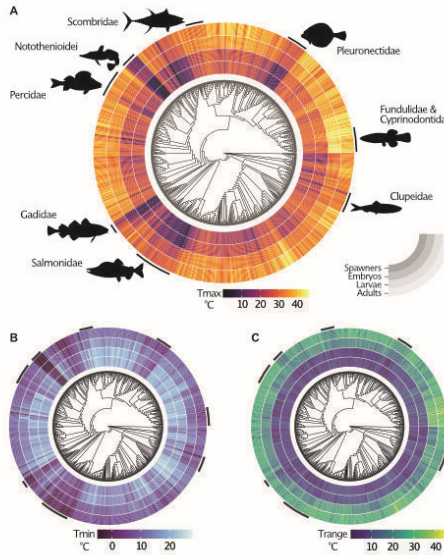 A
Scombridae
Notothenioidei
Percidae
Pleuronectidae
Fundulidae &
Cyprinodontida
Clupeidae
Gadidae
Salmonidae
Spawners
Embryos
Larvae
Adults
Tmax
°C
10 20 30 40
B
C
Tmin
°C
0 10 20
Trange
°C
10 20 30 40